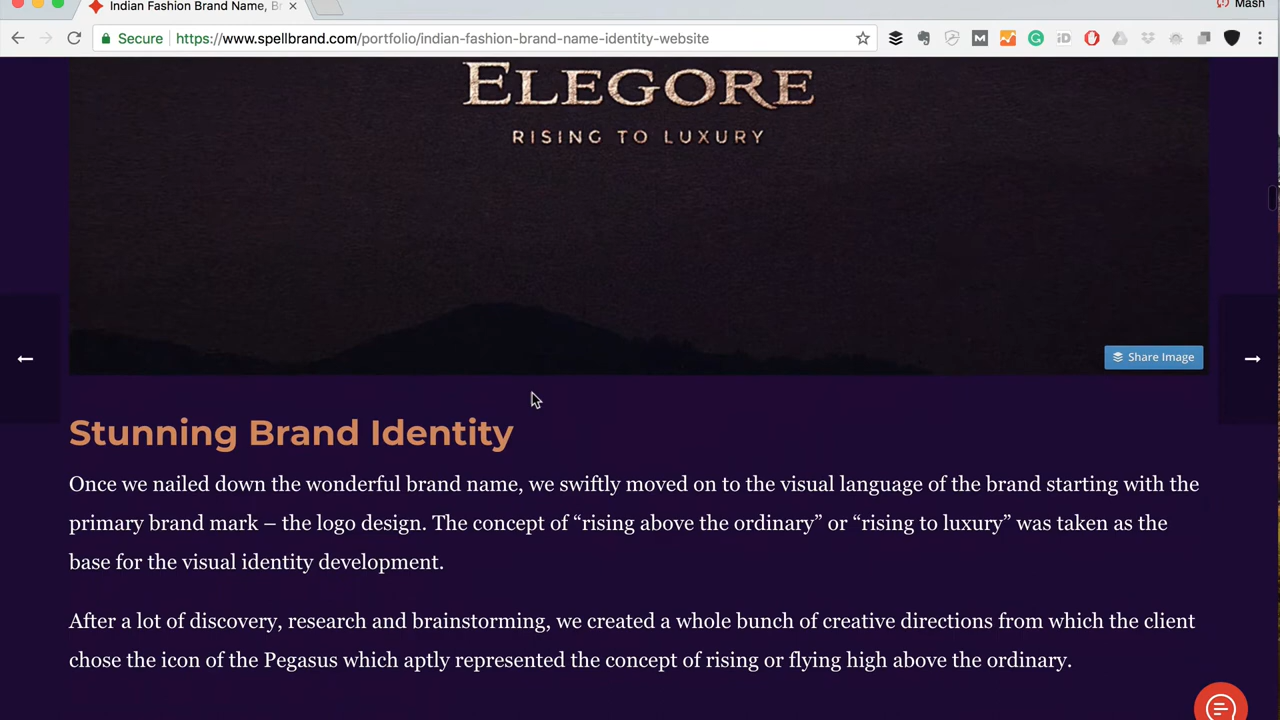 Indian Fashion Brand Name, Br
Mash
Secure https://www.spellbrand.com/portfolio/indian-fashion-brand-name-identity-website
ELEGORE
RISING TO LUXURY
Share Image
Stunning Brand Identity
Once we nailed down the wonderful brand name, we swiftly moved on to the visual language of the brand starting with the
primary brand mark – the logo design. The concept of “rising above the ordinary” or “rising to luxury” was taken as the
base for the visual identity development.
After a lot of discovery, research and brainstorming, we created a whole bunch of creative directions from which the client
chose the icon of the Pegasus which aptly represented the concept of rising or flying high above the ordinary.